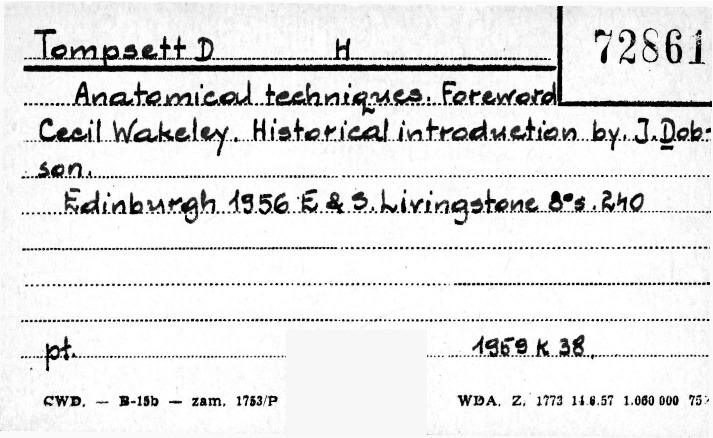 Tompsett D H
72861
Anatomical techniques. Foreword
Cecil Wakeley. Historical introduction by. J. Dob-
son.
Edinburgh 1956 E & S. Livingstone 8° s. 240
pt. 1959 K 38.
CWD. — B-15b — zam. 1753/P WDA. Z. 1773 14.6.57 1.060 000 75